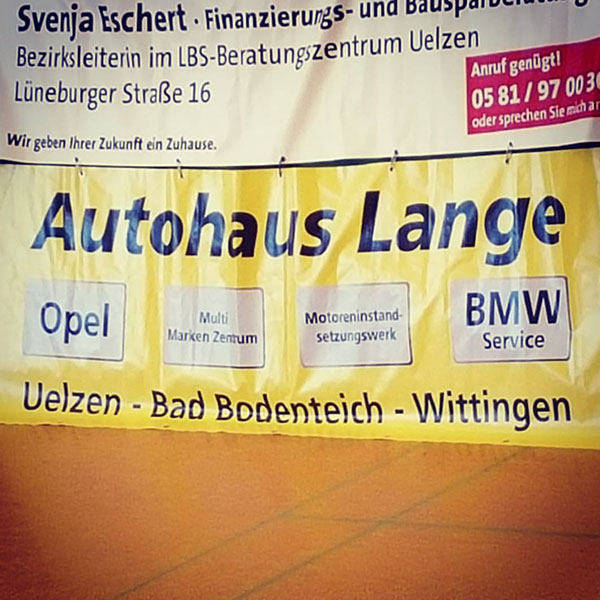 Svenja Eschert · Finanzierungs- und Bausparberatung
Bezirksleiterin im LBS-Beratungszentrum Uelzen
Lüneburger Straße 16
Anruf genügt!
05 81 / 97 00 30
oder sprechen Sie mich an
Wir geben Ihrer Zukunft ein Zuhause.
Autohaus Lange
Opel
Multi
Marken Zentrum
Motoreninstand-
setzungswerk
BMW
Service
Uelzen - Bad Bodenteich - Wittingen